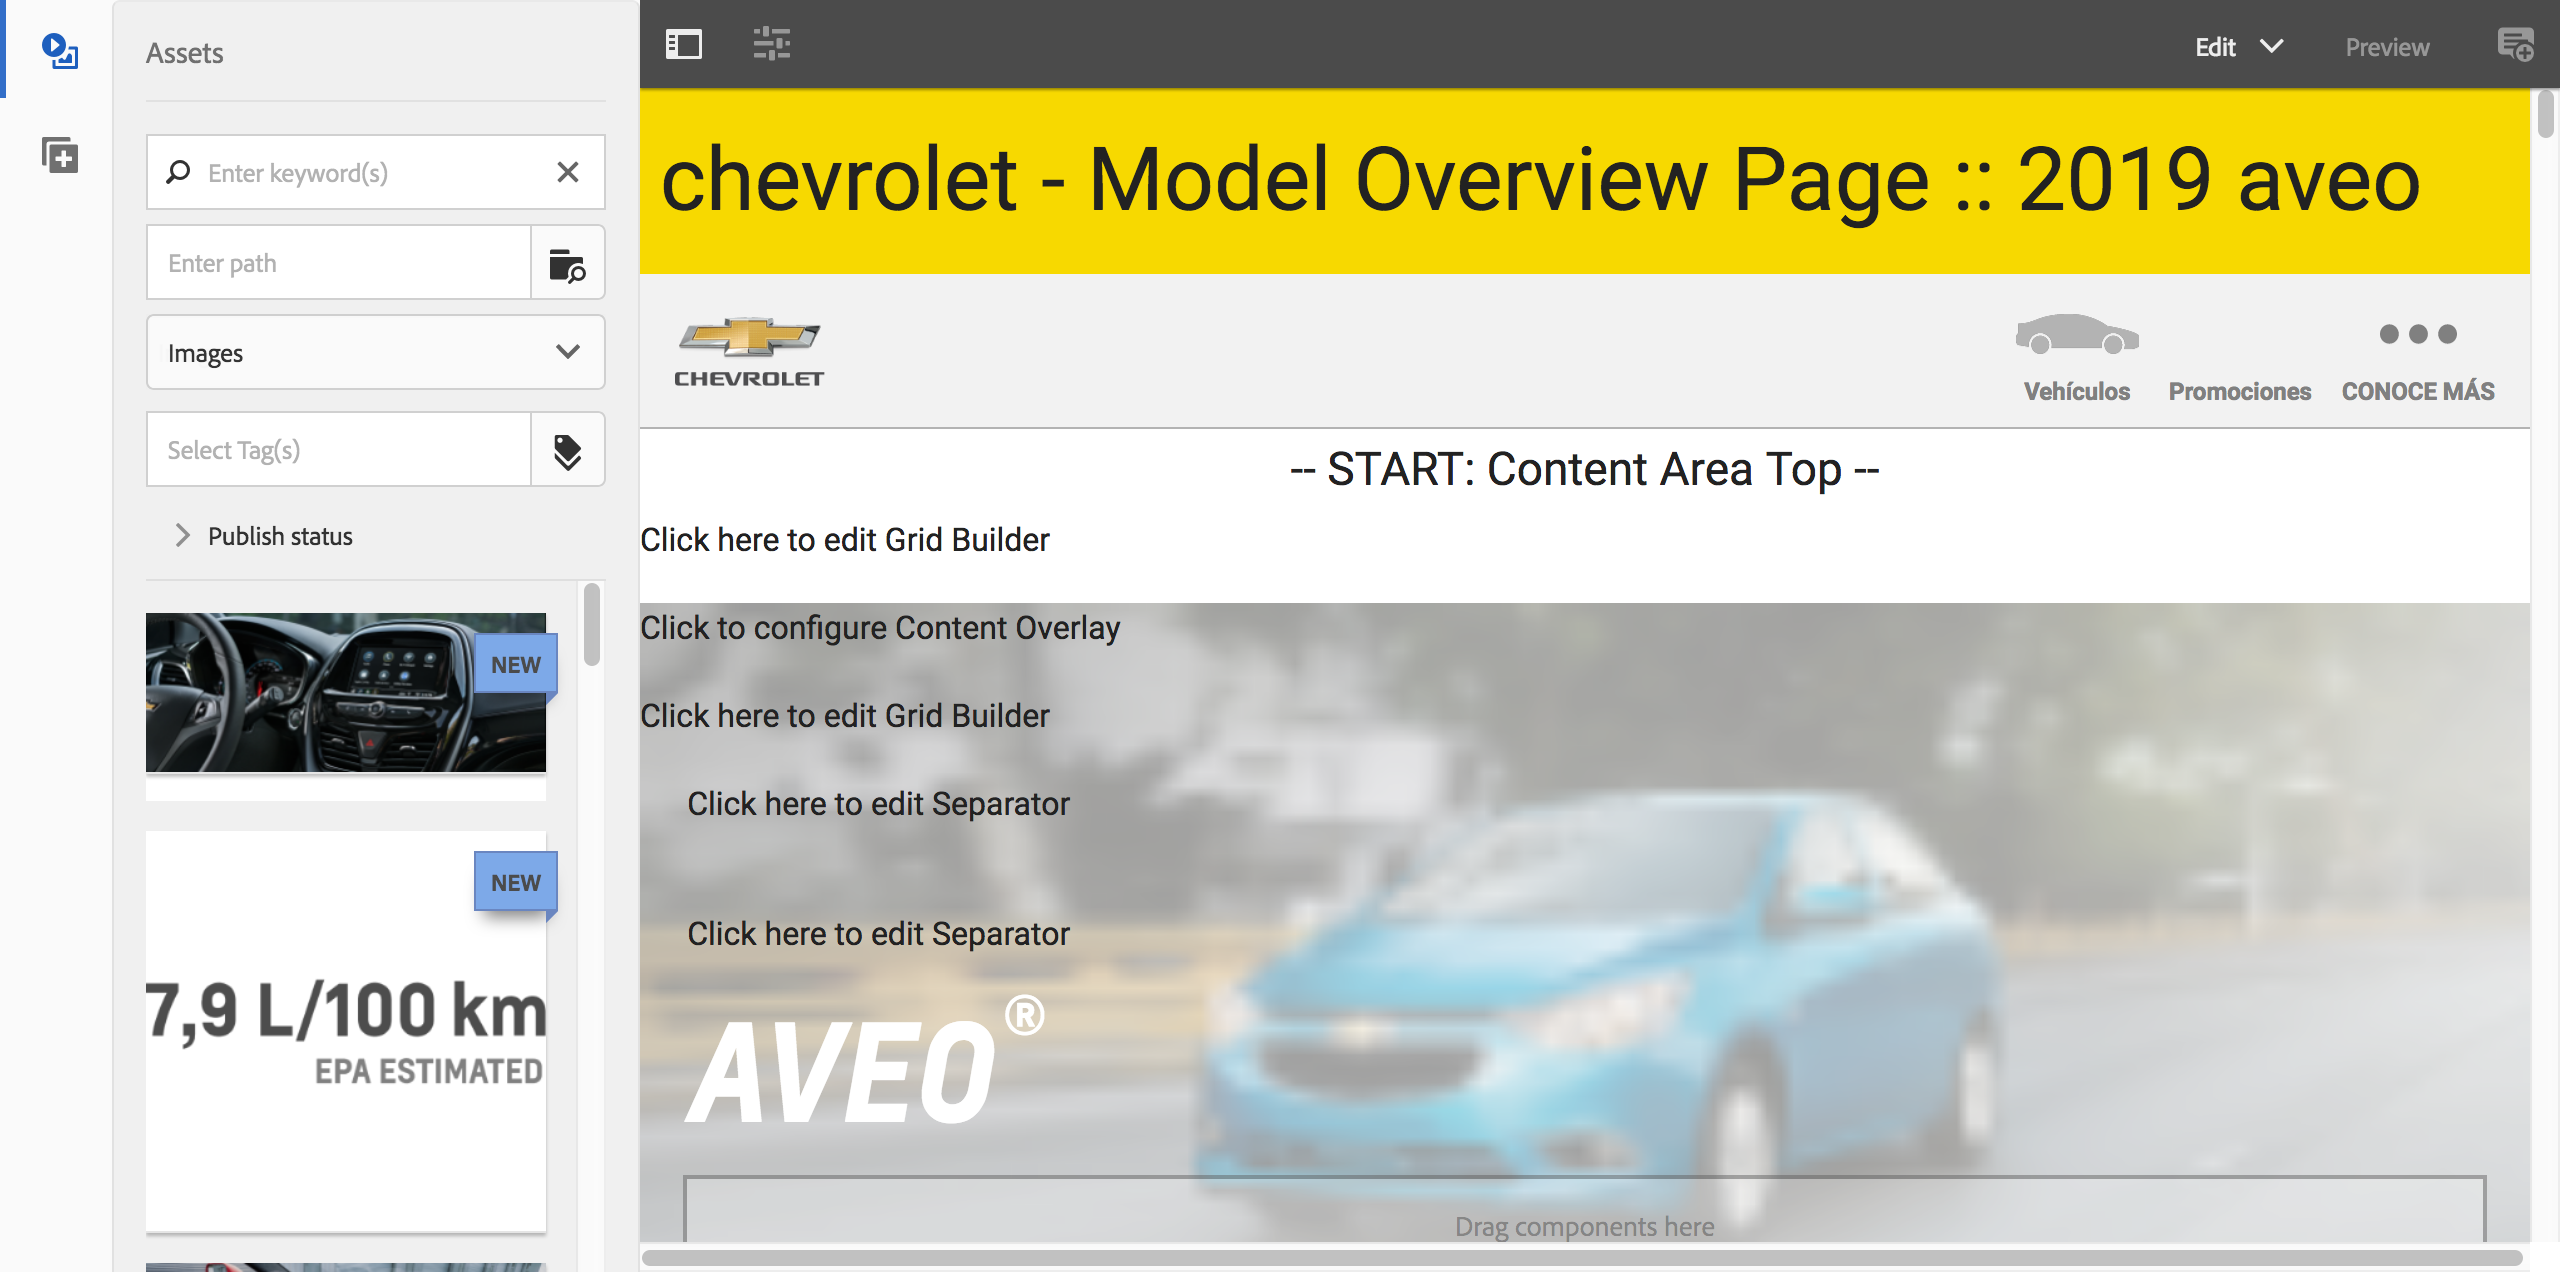 Assets
Enter keyword(s)
Enter path
Images
Select Tag(s)
Publish status
NEW
NEW
7,9 L/100 km
EPA ESTIMATED
Edit
Preview
chevrolet - Model Overview Page :: 2019 aveo
CHEVROLET
Vehículos
Promociones
CONOCE MÁS
-- START: Content Area Top --
Click here to edit Grid Builder
Click to configure Content Overlay
Click here to edit Grid Builder
Click here to edit Separator
Click here to edit Separator
AVEO®
Drag components here